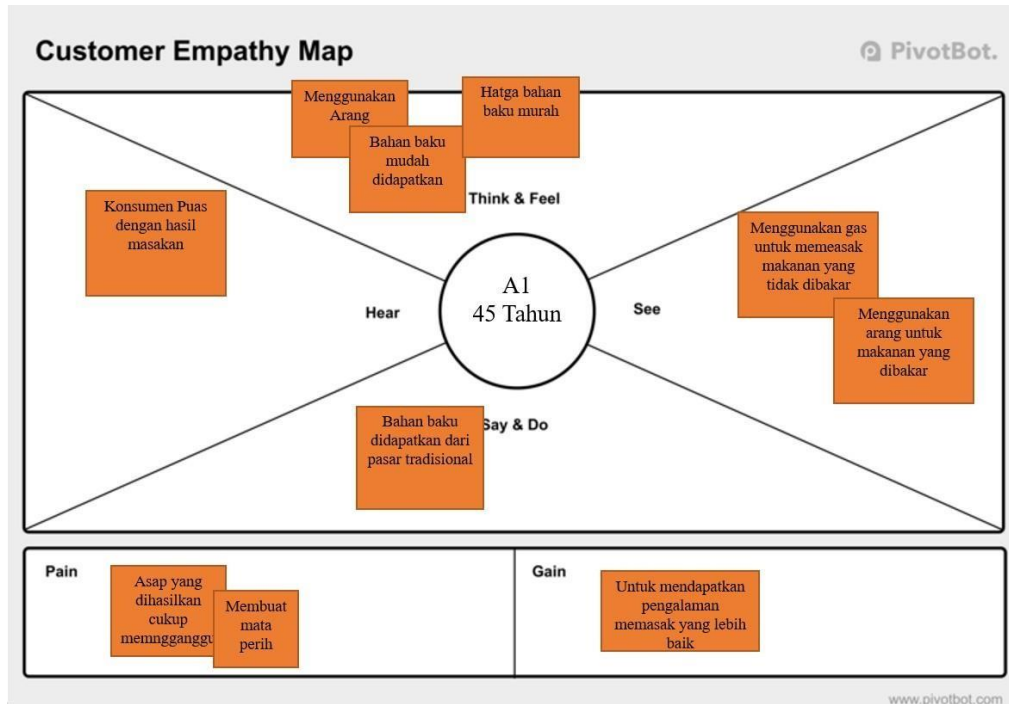 Customer Empathy Map
PivotBot.
Menggunakan
Arang
Bahan baku
mudah
didapatkan
Hatga bahan
baku murah
Think & Feel
Konsumen Puas
dengan hasil
masakan
Hear
A1
45 Tahun
See
Menggunakan gas
untuk memeasak
makanan yang
tidak dibakar
Menggunakan
arang untuk
makanan yang
dibakar
Bahan baku
didapatkan dari
pasar tradisional
Say & Do
Pain
Asap yang
dihasilkan
cukup
memngganggu
Membuat
mata
perih
Gain
Untuk mendapatkan
pengalaman
memasak yang lebih
baik
www.pivotbot.com